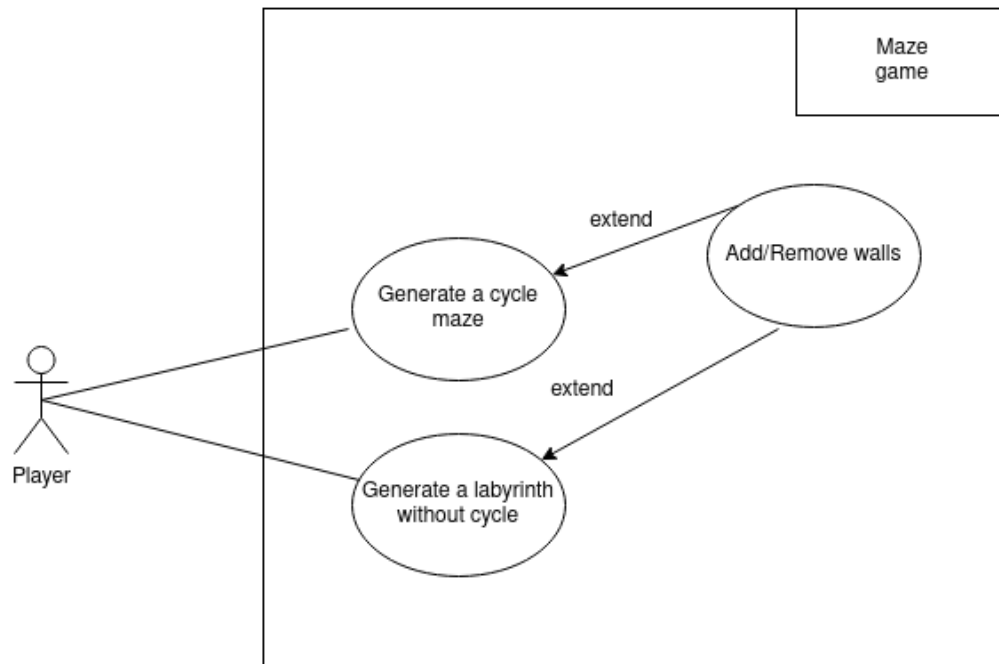 Maze
game
extend
Add/Remove walls
Generate a cycle
maze
extend
Player
Generate a labyrinth
without cycle